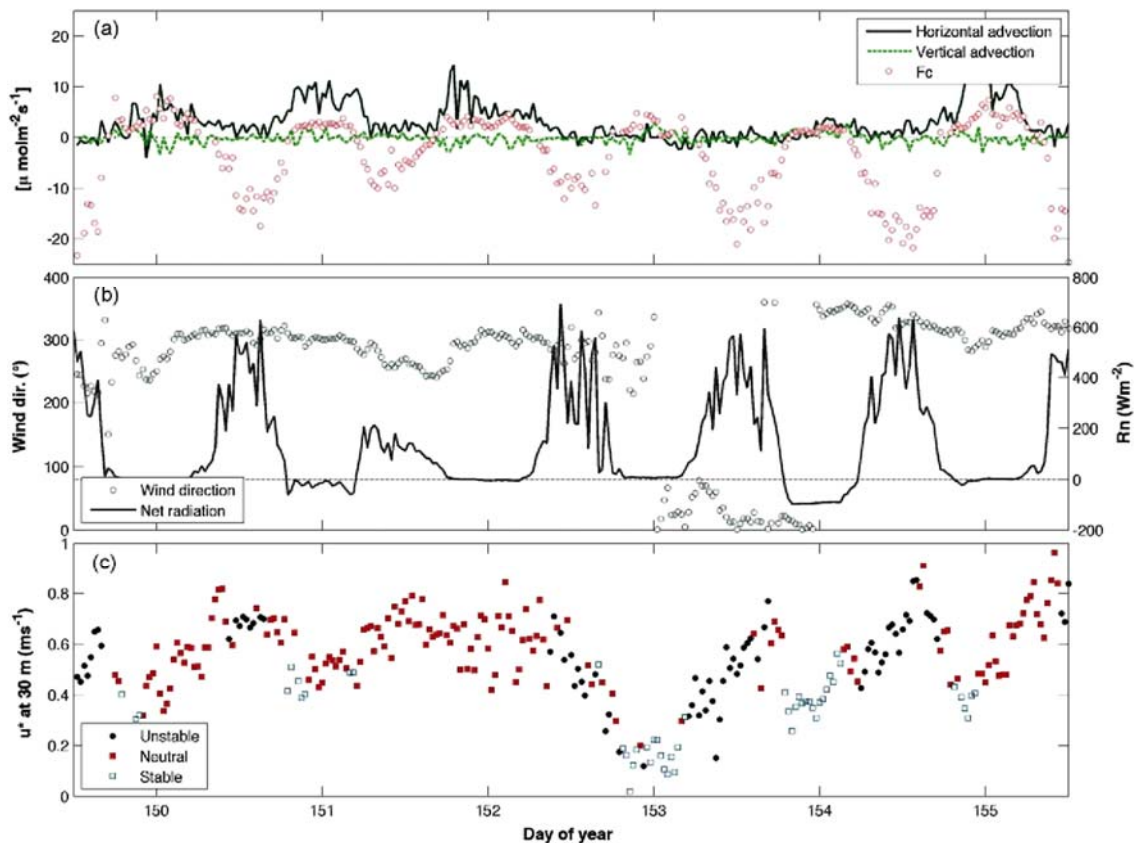 (a)
20
10
0
-10
-20
[μ molm-2s-1]
Horizontal advection
Vertical advection
Fc
(b)
400
300
200
100
0
Wind dir. (°)
800
600
400
200
0
-200
Rn (Wm-2)
Wind direction
Net radiation
(c)
1
0.8
0.6
0.4
0.2
0
u* at 30 m (ms-1)
Unstable
Neutral
Stable
150 151 152 153 154 155
Day of year